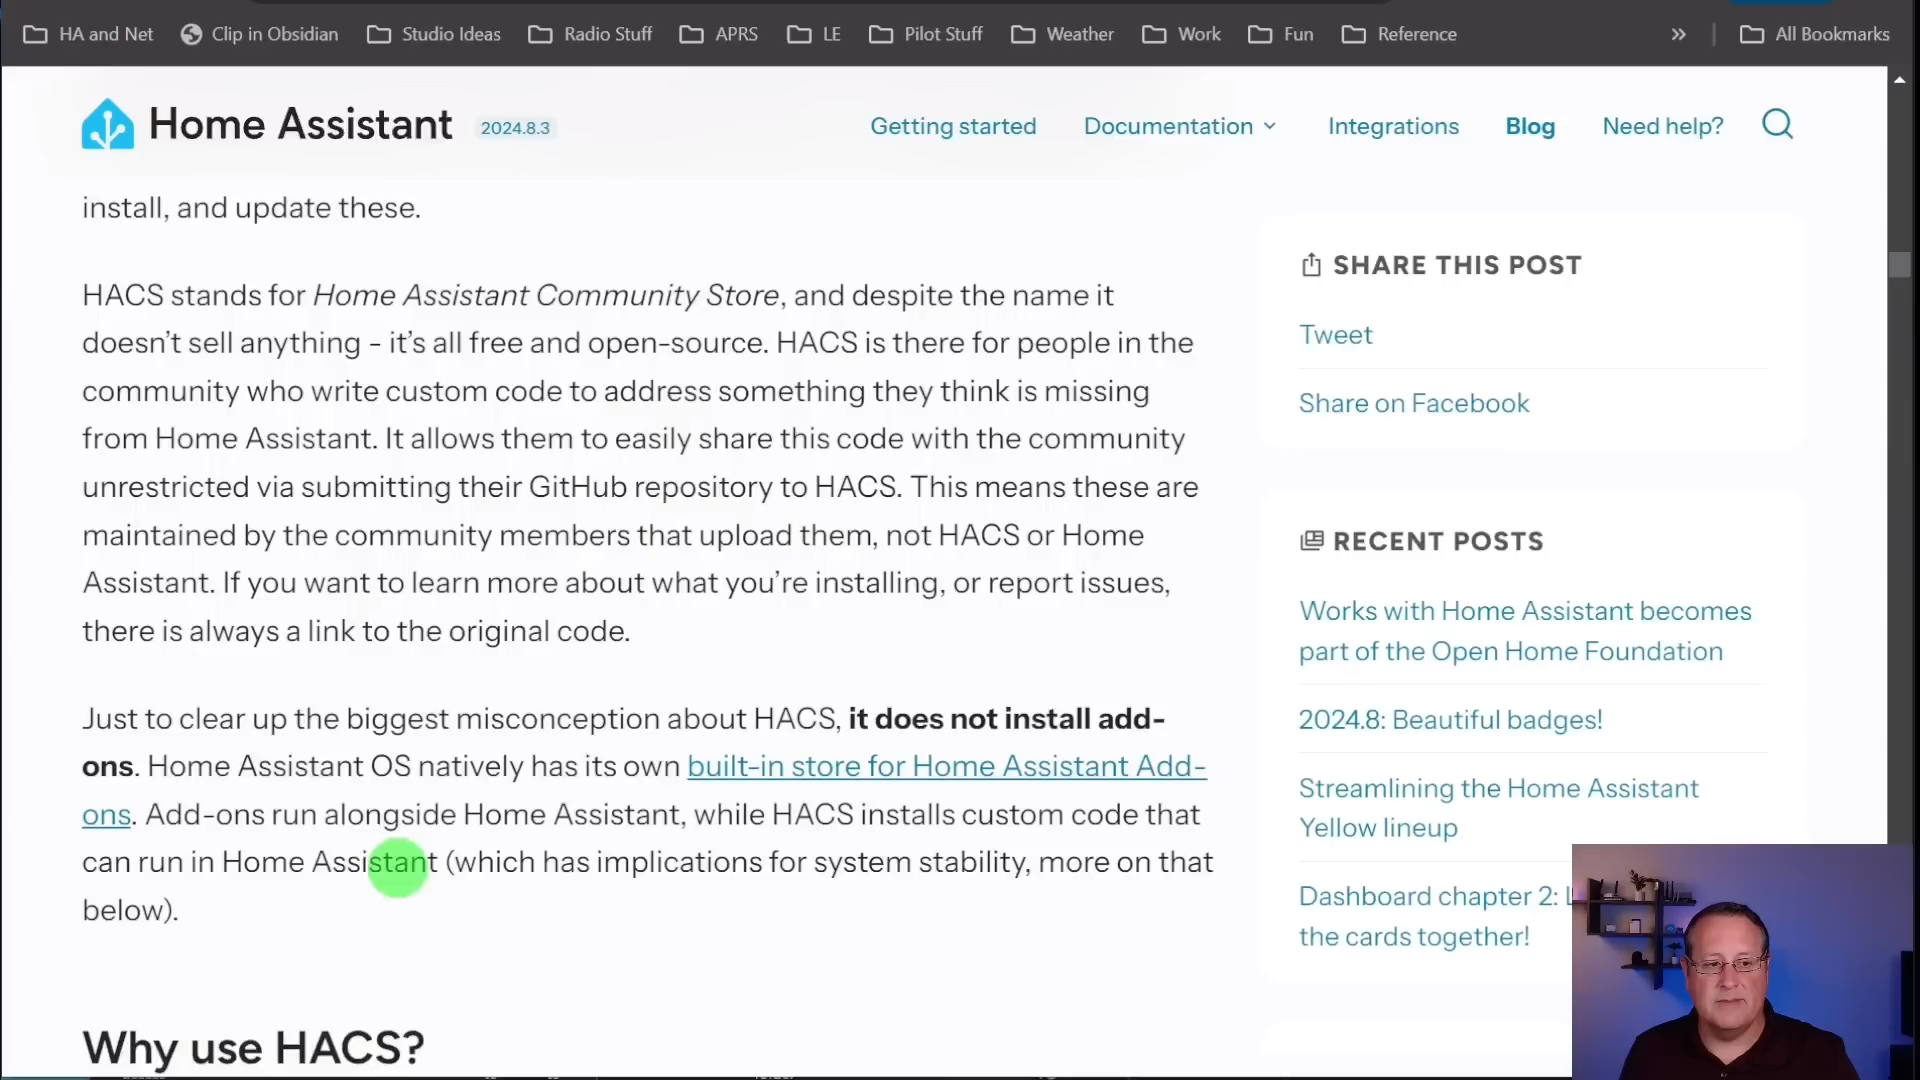 HA and Net
Clip in Obsidian
Studio Ideas
Radio Stuff
APRS
LE
Pilot Stuff
Weather
Work
Fun
Reference
»
All Bookmarks
Home Assistant
2024.8.3
Getting started
Documentation
Integrations
Blog
Need help?
install, and update these.
HACS stands for Home Assistant Community Store, and despite the name it
doesn’t sell anything - it’s all free and open-source. HACS is there for people in the
community who write custom code to address something they think is missing
from Home Assistant. It allows them to easily share this code with the community
unrestricted via submitting their GitHub repository to HACS. This means these are
maintained by the community members that upload them, not HACS or Home
Assistant. If you want to learn more about what you’re installing, or report issues,
there is always a link to the original code.
Just to clear up the biggest misconception about HACS, it does not install add-
ons. Home Assistant OS natively has its own built-in store for Home Assistant Add-
ons. Add-ons run alongside Home Assistant, while HACS installs custom code that
can run in Home Assistant (which has implications for system stability, more on that
below).
Why use HACS?
SHARE THIS POST
Tweet
Share on Facebook
RECENT POSTS
Works with Home Assistant becomes
part of the Open Home Foundation
2024.8: Beautiful badges!
Streamlining the Home Assistant
Yellow lineup
Dashboard chapter 2:
the cards together!